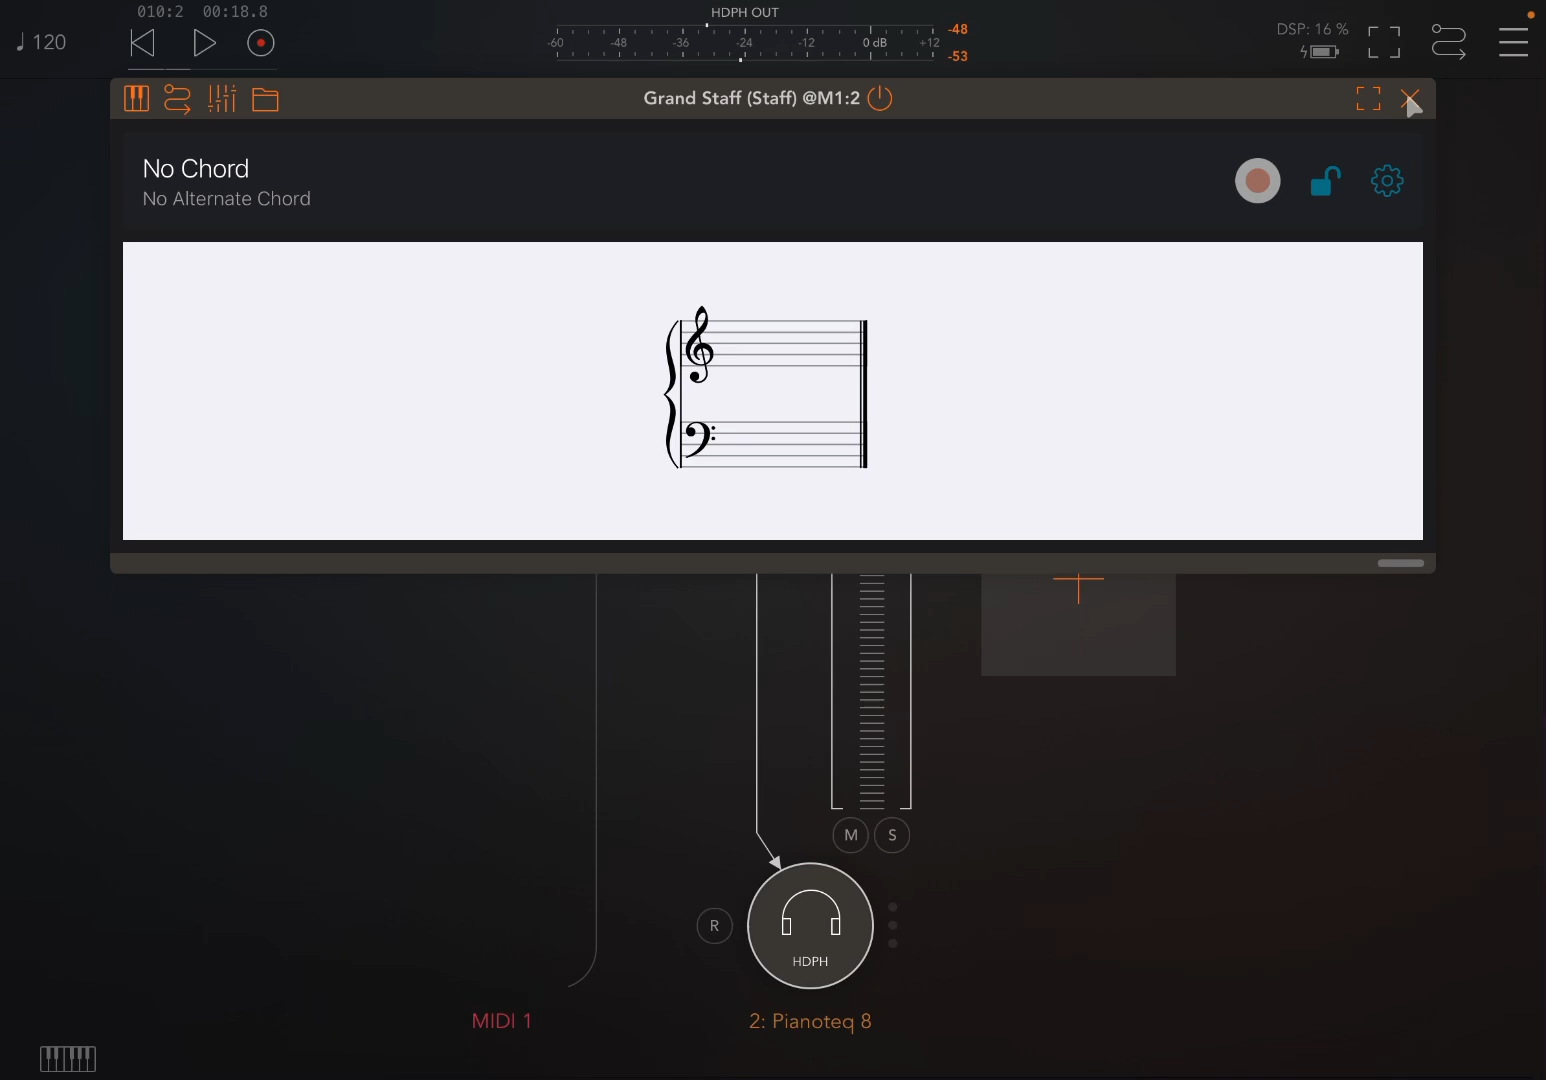 010:2 00:18.8
HDPH OUT
♩ 120
-60 -48 -36 -24 -12 0 dB +12
-48
-53
DSP: 16 %
Grand Staff (Staff) @M1:2
No Chord
No Alternate Chord
M S
R
HDPH
MIDI 1
2: Pianoteq 8